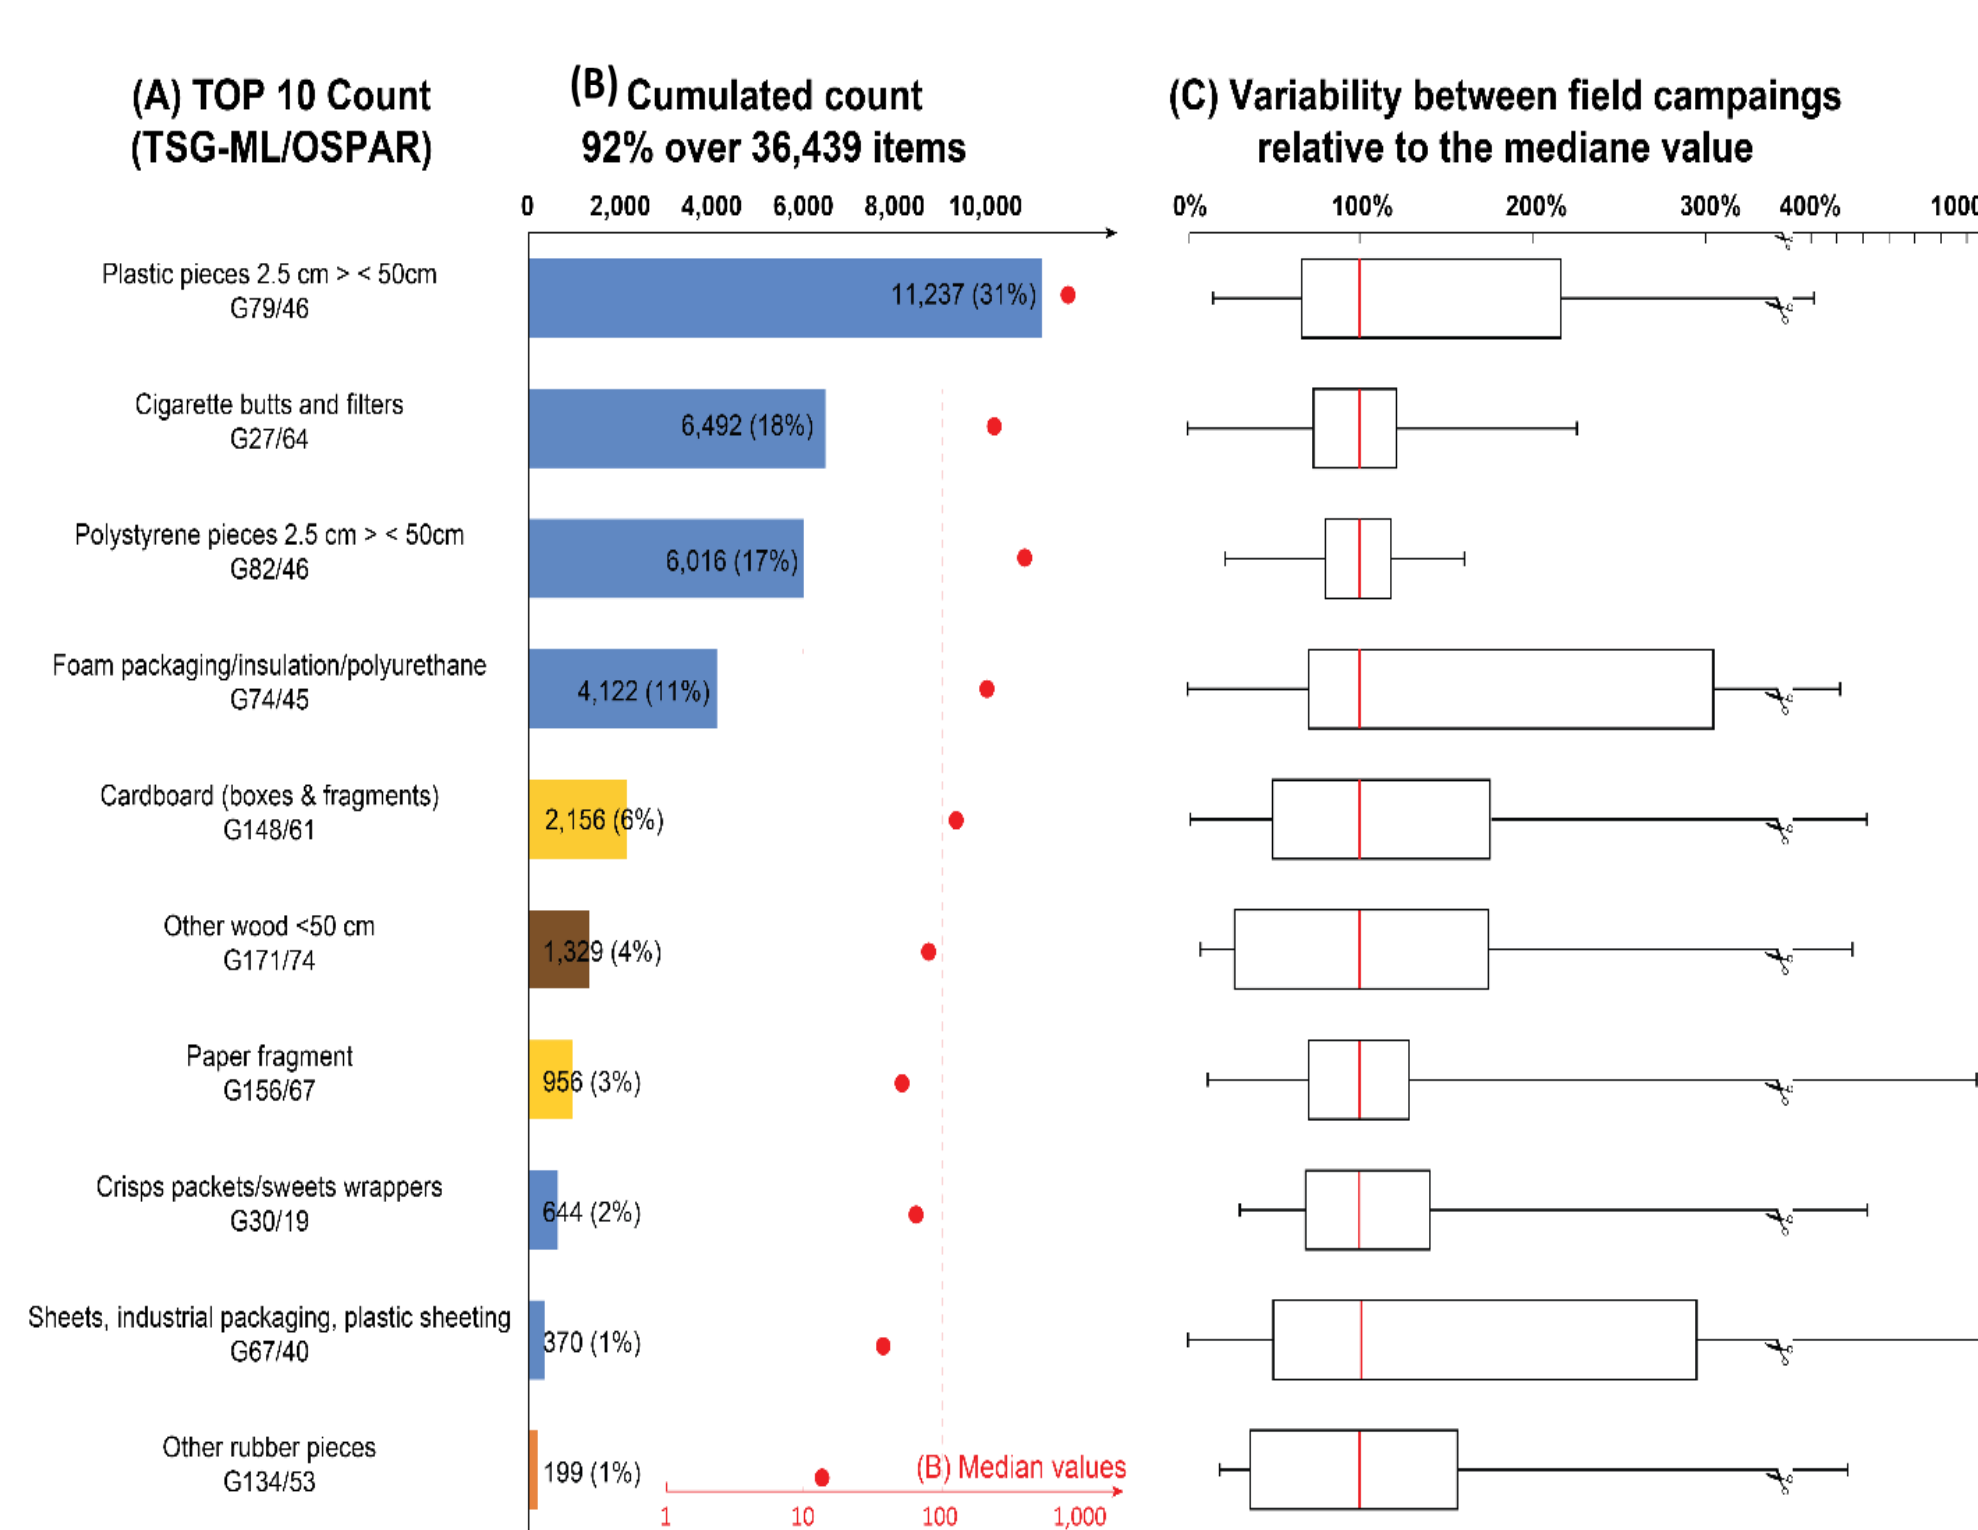 (A) TOP 10 Count
(TSG-ML/OSPAR)
(B) Cumulated count
92% over 36,439 items
(C) Variability between field campaings
relative to the mediane value
0 2,000 4,000 6,000 8,000 10,000
0% 100% 200% 300% 400% 1000
Plastic pieces 2.5 cm > < 50cm
G79/46
11,237 (31%)
Cigarette butts and filters
G27/64
6,492 (18%)
Polystyrene pieces 2.5 cm > < 50cm
G82/46
6,016 (17%)
Foam packaging/insulation/polyurethane
G74/45
4,122 (11%)
Cardboard (boxes & fragments)
G148/61
2,156 (6%)
Other wood <50 cm
G171/74
1,329 (4%)
Paper fragment
G156/67
956 (3%)
Crisps packets/sweets wrappers
G30/19
644 (2%)
Sheets, industrial packaging, plastic sheeting
G67/40
370 (1%)
Other rubber pieces
G134/53
199 (1%)
(B) Median values
1 10 100 1,000